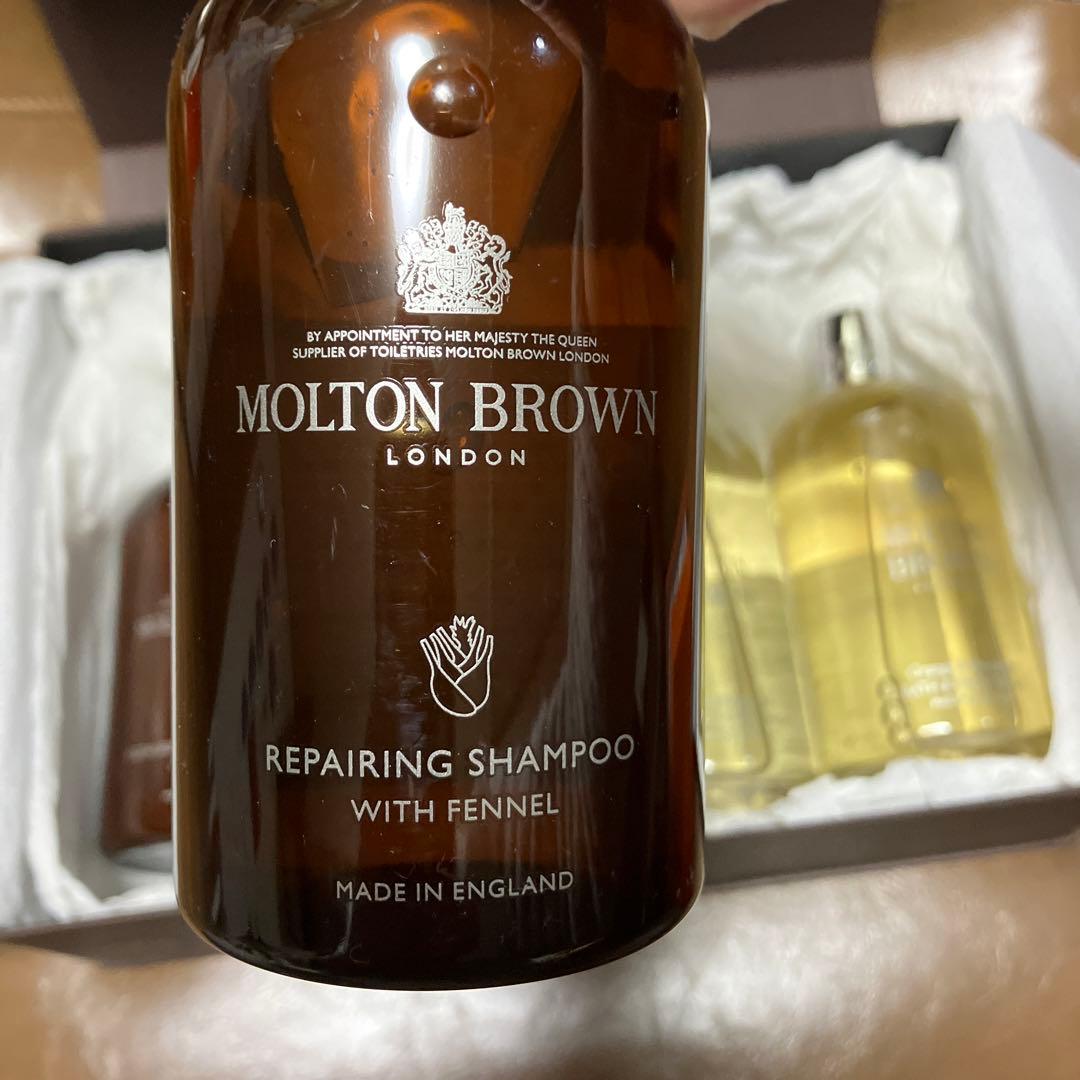 BY APPOINTMENT TO HER MAJESTY THE QUEEN
SUPPLIER OF TOILETRIES MOLTON BROWN LONDON
MOLTON BROWN
LONDON
REPAIRING SHAMPOO
WITH FENNEL
MADE IN ENGLAND